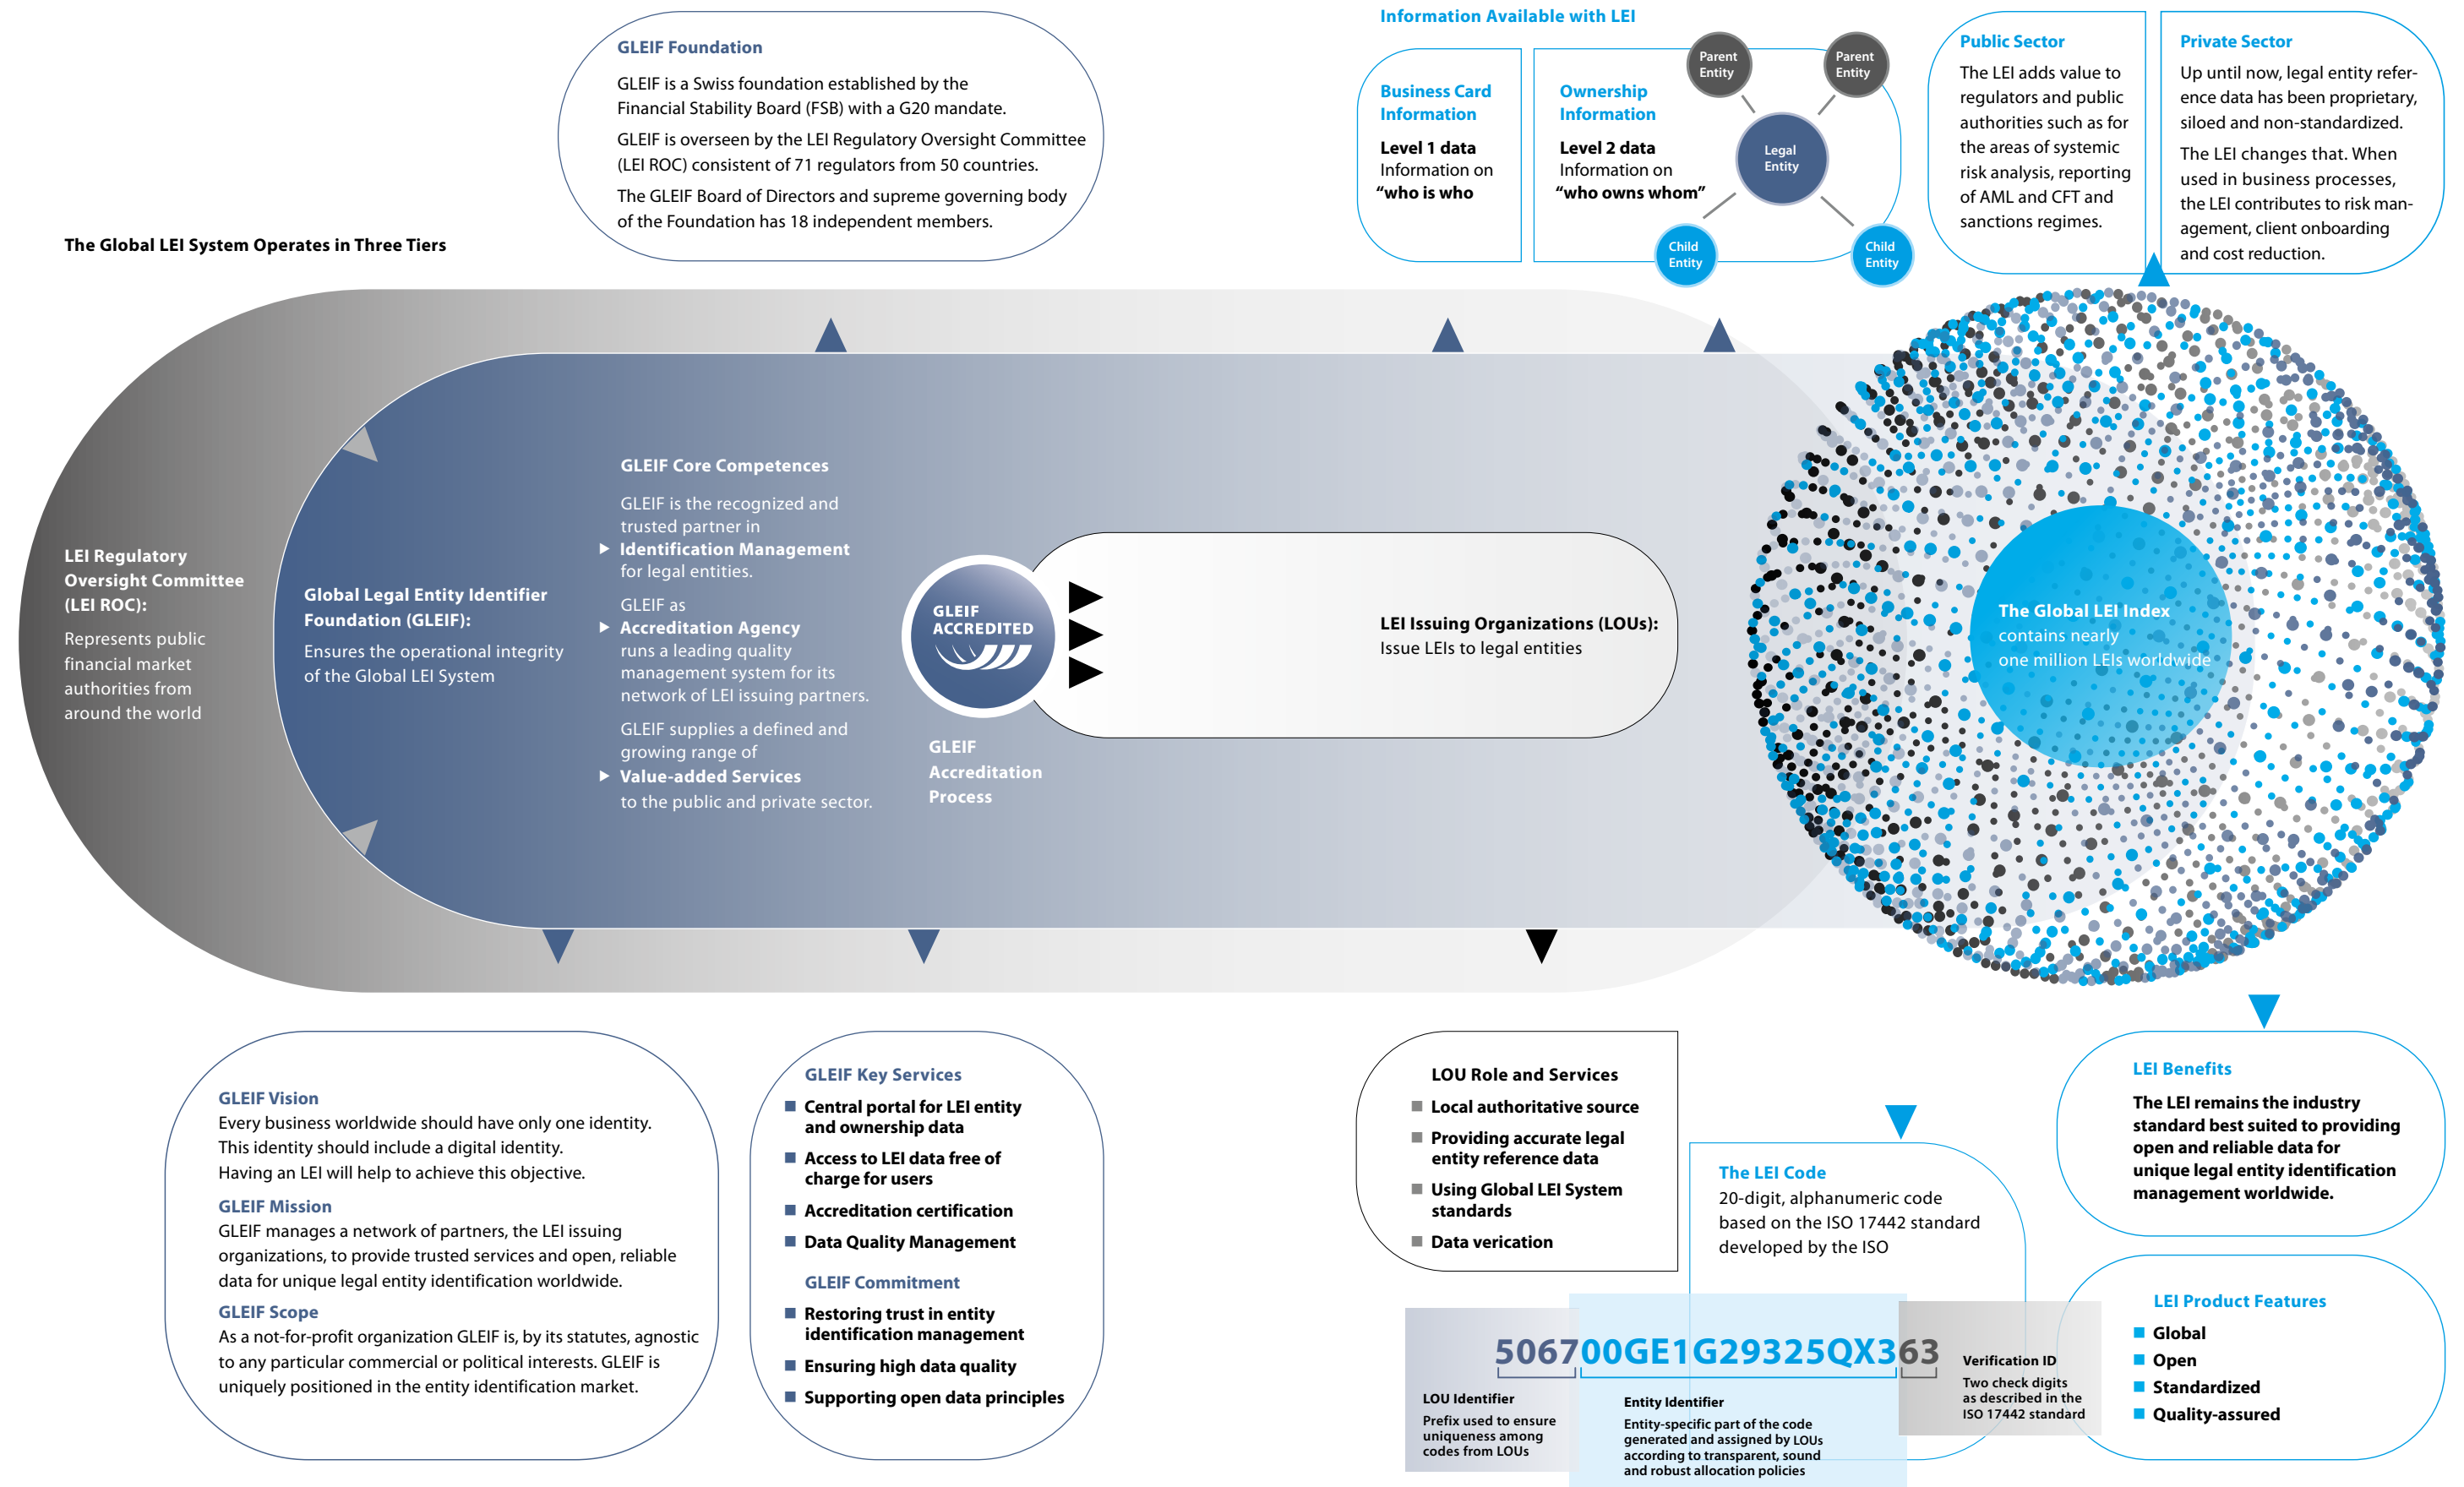 GLEIF Foundation
GLEIF is a Swiss foundation established by the
Financial Stability Board (FSB) with a G20 mandate.
GLEIF is overseen by the LEI Regulatory Oversight Committee
(LEI ROC) consistent of 71 regulators from 50 countries.
The GLEIF Board of Directors and supreme governing body
of the Foundation has 18 independent members.
Information Available with LEI
Business Card
Information
Level 1 data
Information on
“who is who
Ownership
Information
Level 2 data
Information on
“who owns whom”
Parent
Entity
Parent
Entity
Legal
Entity
Child
Entity
Child
Entity
Public Sector
The LEI adds value to
regulators and public
authorities such as for
the areas of systemic
risk analysis, reporting
of AML and CFT and
sanctions regimes.
Private Sector
Up until now, legal entity refer-
ence data has been proprietary,
siloed and non-standardized.
The LEI changes that. When
used in business processes,
the LEI contributes to risk man-
agement, client onboarding
and cost reduction.
The Global LEI System Operates in Three Tiers
LEI Regulatory
Oversight Committee
(LEI ROC):
Represents public
financial market
authorities from
around the world
Global Legal Entity Identifier
Foundation (GLEIF):
Ensures the operational integrity
of the Global LEI System
GLEIF Core Competences
GLEIF is the recognized and
trusted partner in
Identification Management
for legal entities.
GLEIF as
Accreditation Agency
runs a leading quality
management system for its
network of LEI issuing partners.
GLEIF supplies a defined and
growing range of
Value-added Services
to the public and private sector.
GLEIF
ACCREDITED
GLEIF
Accreditation
Process
LEI Issuing Organizations (LOUs):
Issue LEIs to legal entities
The Global LEI Index
contains nearly
one million LEIs worldwide
GLEIF Vision
Every business worldwide should have only one identity.
This identity should include a digital identity.
Having an LEI will help to achieve this objective.
GLEIF Mission
GLEIF manages a network of partners, the LEI issuing
organizations, to provide trusted services and open, reliable
data for unique legal entity identification worldwide.
GLEIF Scope
As a not-for-profit organization GLEIF is, by its statutes, agnostic
to any particular commercial or political interests. GLEIF is
uniquely positioned in the entity identification market.
GLEIF Key Services
Central portal for LEI entity
and ownership data
Access to LEI data free of
charge for users
Accreditation certification
Data Quality Management
GLEIF Commitment
Restoring trust in entity
identification management
Ensuring high data quality
Supporting open data principles
LOU Role and Services
Local authoritative source
Providing accurate legal
entity reference data
Using Global LEI System
standards
Data verication
The LEI Code
20-digit, alphanumeric code
based on the ISO 17442 standard
developed by the ISO
506700GE1G29325QX363
LOU Identifier
Prefix used to ensure
uniqueness among
codes from LOUs
Entity Identifier
Entity-specific part of the code
generated and assigned by LOUs
according to transparent, sound
and robust allocation policies
Verification ID
Two check digits
as described in the
ISO 17442 standard
LEI Benefits
The LEI remains the industry
standard best suited to providing
open and reliable data for
unique legal entity identification
management worldwide.
LEI Product Features
Global
Open
Standardized
Quality-assured